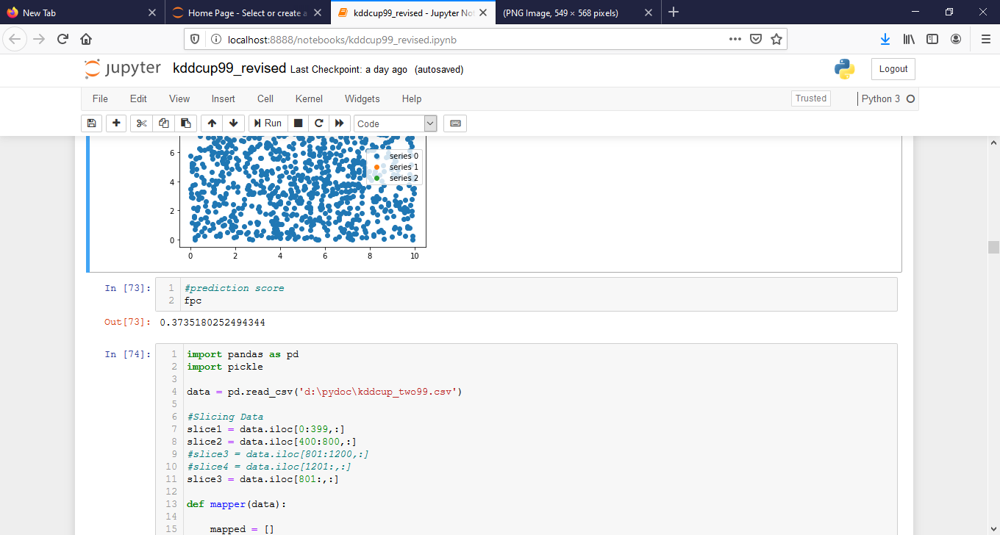 New Tab
Home Page - Select or create a
kddcup99_revised - Jupyter Not
(PNG Image, 549 × 568 pixels)
localhost:8888/notebooks/kddcup99_revised.ipynb
jupyter
kddcup99_revised Last Checkpoint: a day ago (autosaved)
Logout
File Edit View Insert Cell Kernel Widgets Help
Trusted
Python 3
Run
Code
6
4
2
0
0 2 4 6 8 10
series 0
series 1
series 2
In [73]:
1 #prediction score
2 fpc
Out[73]: 0.3735180252494344
In [74]:
1 import pandas as pd
2 import pickle
3
4 data = pd.read_csv('d:\pydoc\kddcup_two99.csv')
5
6 #Slicing Data
7 slice1 = data.iloc[0:399,:]
8 slice2 = data.iloc[400:800,:]
9 #slice3 = data.iloc[801:1200,:]
10 #slice4 = data.iloc[1201:,:]
11 slice3 = data.iloc[801:,:]
12
13 def mapper(data):
14
15 mapped = []